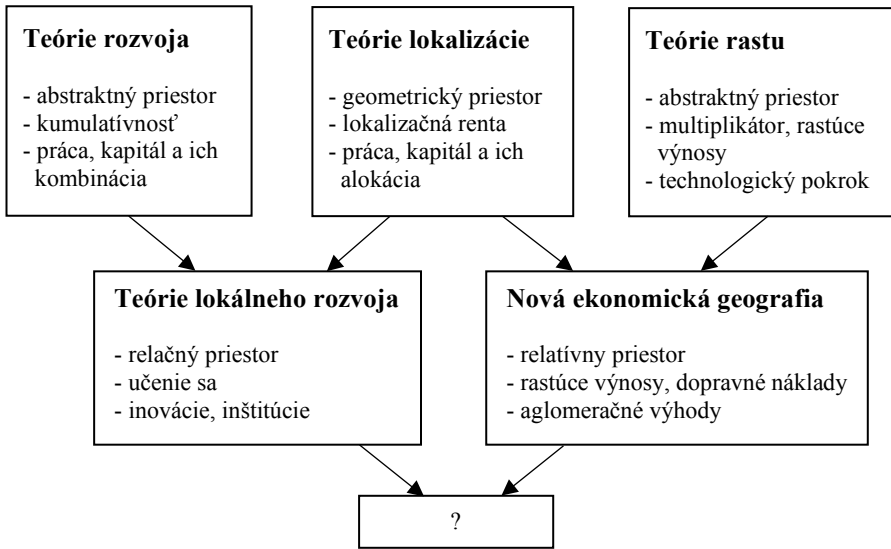 Teórie rozvoja
- abstraktný priestor
- kumulatívnosť
- práca, kapitál a ich
kombinácia
Teórie lokalizácie
- geometrický priestor
- lokalizačná renta
- práca, kapitál a ich
alokácia
Teórie rastu
- abstraktný priestor
- multiplikátor, rastúce
výnosy
- technologický pokrok
Teórie lokálneho rozvoja
- relačný priestor
- učenie sa
- inovácie, inštitúcie
Nová ekonomická geografia
- relatívny priestor
- rastúce výnosy, dopravné náklady
- aglomeračné výhody
?